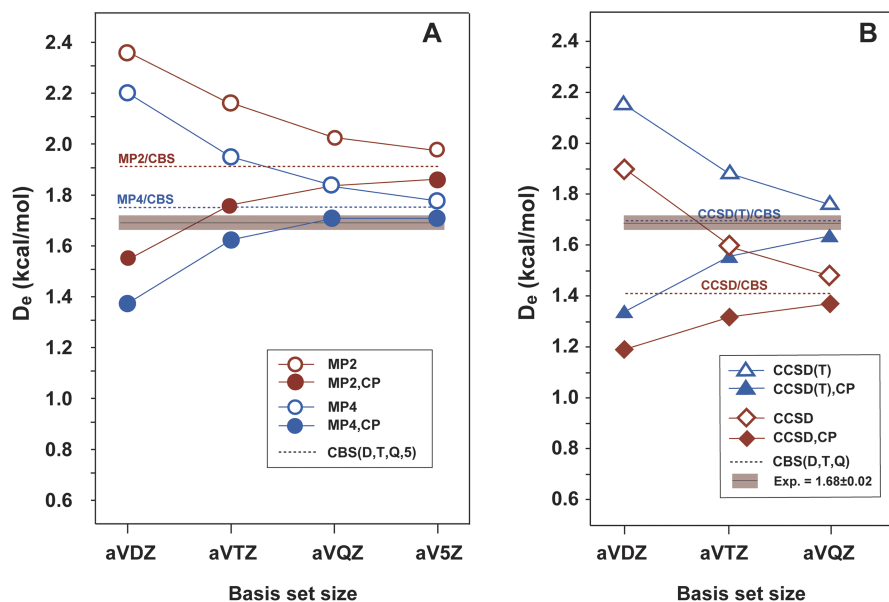 A
2.4
2.2
2.0
1.8
1.6
1.4
1.2
1.0
0.8
0.6
De (kcal/mol)
MP2/CBS
MP4/CBS
MP2
MP2,CP
MP4
MP4,CP
CBS(D,T,Q,5)
aVDZ aVTZ aVQZ aV5Z
Basis set size
B
2.4
2.2
2.0
1.8
1.6
1.4
1.2
1.0
0.8
0.6
De (kcal/mol)
CCSD(T)/CBS
CCSD/CBS
CCSD(T)
CCSD(T),CP
CCSD
CCSD,CP
CBS(D,T,Q)
Exp. = 1.68±0.02
aVDZ aVTZ aVQZ
Basis set size